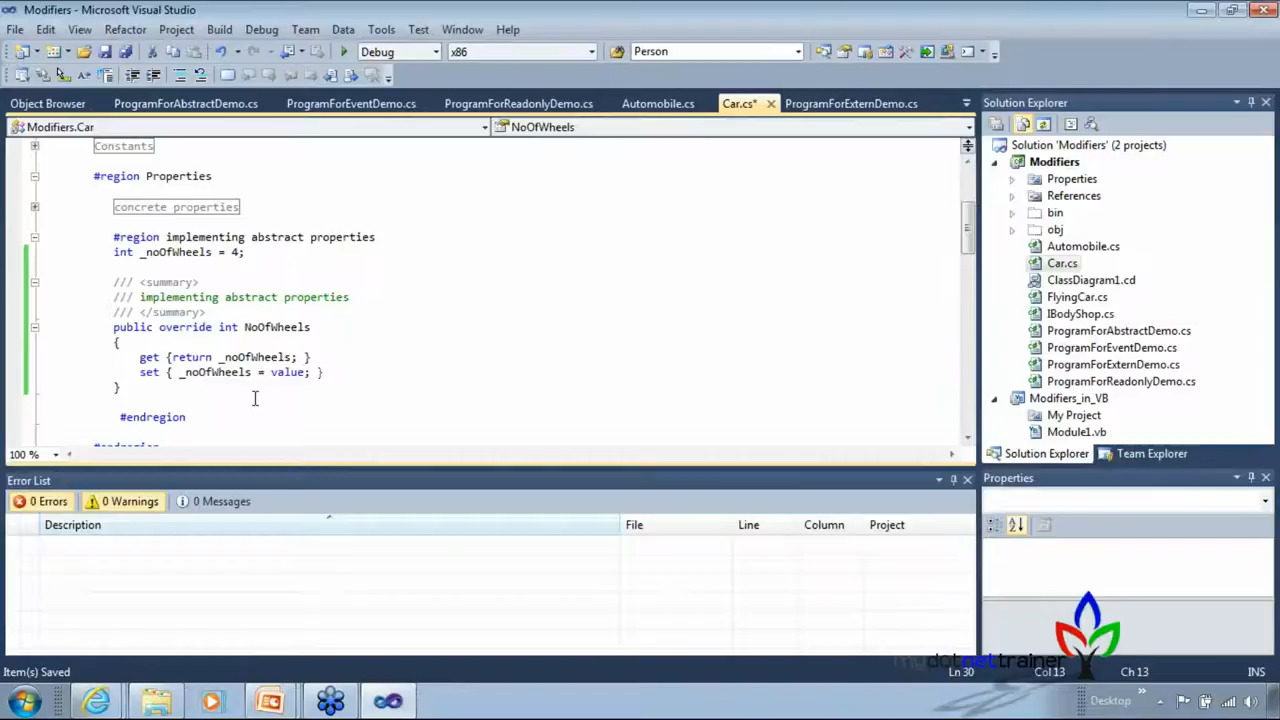 Modifiers - Microsoft Visual Studio
File Edit View Refactor Project Build Debug Team Data Tools Test Window Help
Debug x86 Person
Object Browser ProgramForAbstractDemo.cs ProgramForEventDemo.cs ProgramForReadonlyDemo.cs Automobile.cs Car.cs* ProgramForExternDemo.cs
Modifiers.Car NoOfWheels
Constants
#region Properties
concrete properties
#region implementing abstract properties
int _noOfWheels = 4;
/// <summary>
/// implementing abstract properties
/// </summary>
public override int NoOfWheels
{
get {return _noOfWheels; }
set { _noOfWheels = value; }
}
#endregion
#endregion
100 %
Solution Explorer
Solution 'Modifiers' (2 projects)
Modifiers
Properties
References
bin
obj
Automobile.cs
Car.cs
ClassDiagram1.cd
FlyingCar.cs
IBodyShop.cs
ProgramForAbstractDemo.cs
ProgramForEventDemo.cs
ProgramForExternDemo.cs
ProgramForReadonlyDemo.cs
Modifiers_in_VB
My Project
Module1.vb
Solution Explorer Team Explorer
Error List
0 Errors 0 Warnings 0 Messages
Description File Line Column Project
Properties
mydotnettrainer
Item(s) Saved Ln 30 Col 13 Ch 13 INS
Desktop